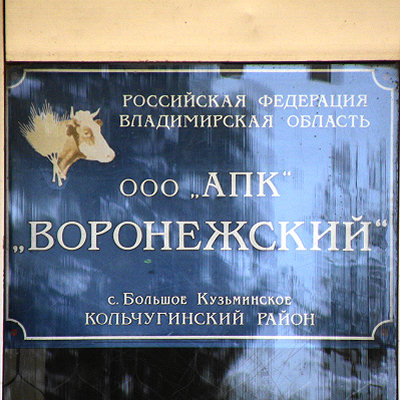 РОССИЙСКАЯ ФЕДЕРАЦИЯ
ВЛАДИМИРСКАЯ ОБЛАСТЬ
ООО „АПК“
„ВОРОНЕЖСКИЙ“
с. Большое Кузьминское
КОЛЬЧУГИНСКИЙ РАЙОН